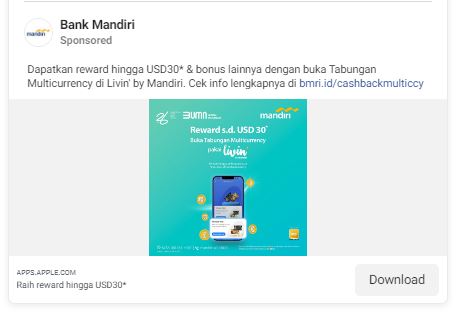 Bank Mandiri
Sponsored
mandiri
Dapatkan reward hingga USD30* & bonus lainnya dengan buka Tabungan
Multicurrency di Livin' by Mandiri. Cek info lengkapnya di bmri.id/cashbackmulticcy
26
BUMN
mandiri
Reward s.d. USD 30*
Buka Tabungan Multicurrency
pakai livin'
APPS.APPLE.COM
Raih reward hingga USD30*
Download